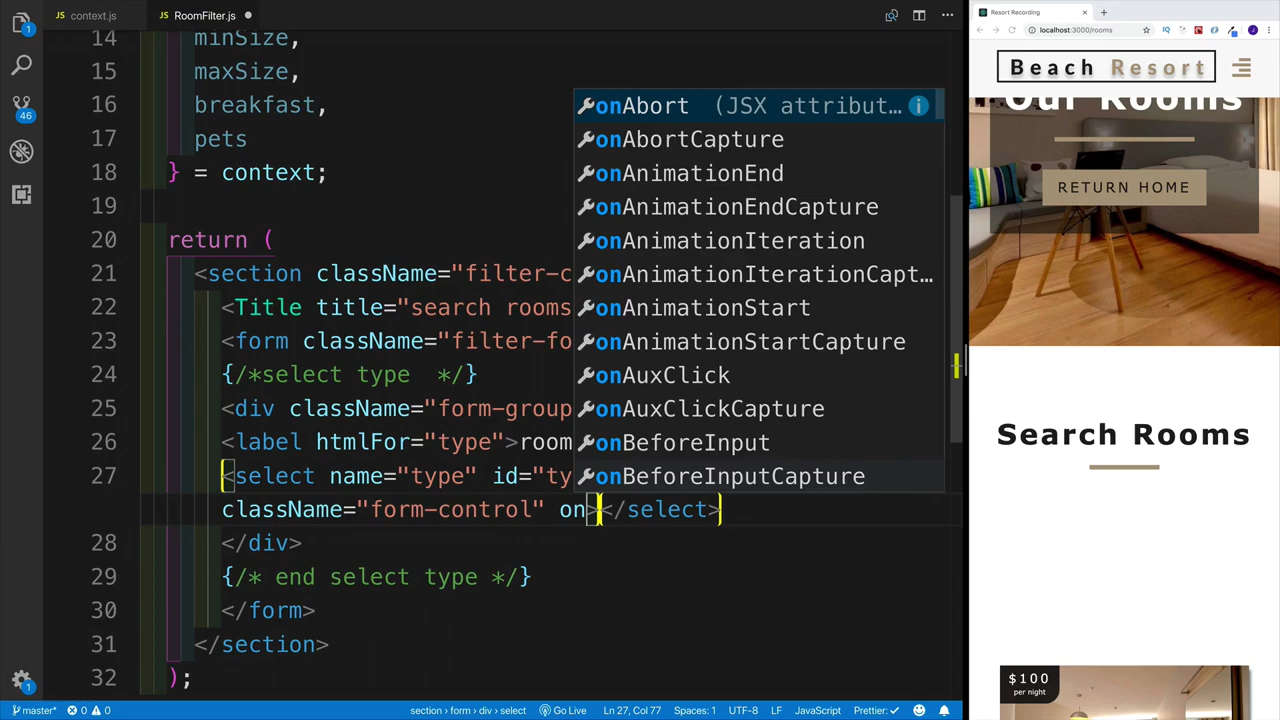 context.js
RoomFilter.js
Resort Recording
localhost:3000/rooms
14 minSize,
15 maxSize,
16 breakfast,
17 pets
18 } = context;
19
20 return (
21 <section className="filter-c
22 <Title title="search rooms
23 <form className="filter-fo
24 {/*select type  */}
25 <div className="form-group
26 <label htmlFor="type">room
27 <select name="type" id="ty
className="form-control" on></select>
28 </div>
29 {/* end select type */}
30 </form>
31 </section>
32 );
onAbort (JSX attribut...
onAbortCapture
onAnimationEnd
onAnimationEndCapture
onAnimationIteration
onAnimationIterationCapt...
onAnimationStart
onAnimationStartCapture
onAuxClick
onAuxClickCapture
onBeforeInput
onBeforeInputCapture
Beach Resort
Our Rooms
RETURN HOME
Search Rooms
$100
per night
46
1
1
master* 0 0 section › form › div › select Go Live Ln 27, Col 77 Spaces: 1 UTF-8 LF JavaScript Prettier: ✓